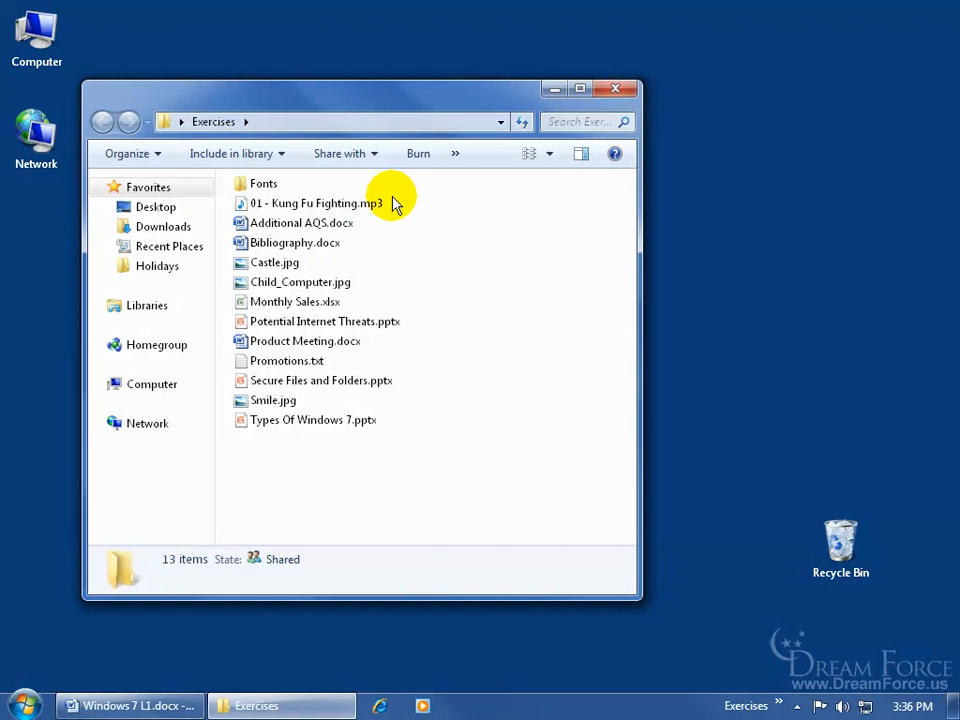 Computer
Network
Exercises
Search Exer...
Organize
Include in library
Share with
Burn
»
Favorites
Desktop
Downloads
Recent Places
Holidays
Libraries
Homegroup
Computer
Network
Fonts
01 - Kung Fu Fighting.mp3
Additional AQS.docx
Bibliography.docx
Castle.jpg
Child_Computer.jpg
Monthly Sales.xlsx
Potential Internet Threats.pptx
Product Meeting.docx
Promotions.txt
Secure Files and Folders.pptx
Smile.jpg
Types Of Windows 7.pptx
13 items State: Shared
Recycle Bin
DREAM FORCE
www.DreamForce.us
Windows 7 L1.docx -...
Exercises
Exercises »
3:36 PM